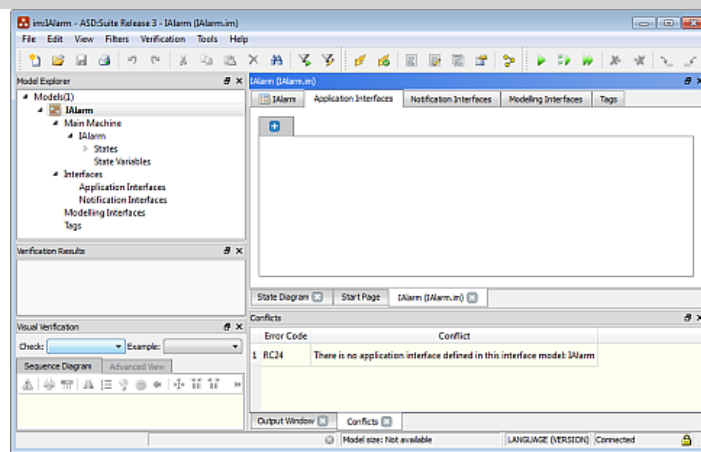 im:IAlarm - ASD:Suite Release 3 - IAlarm (IAlarm.im)
File Edit View Filters Verification Tools Help
Model Explorer
Models(1)
IAlarm
Main Machine
IAlarm
States
State Variables
Interfaces
Application Interfaces
Notification Interfaces
Modelling Interfaces
Tags
Verification Results
Visual Verification
Check: Example:
Sequence Diagram Advanced View
IAlarm (IAlarm.im)
IAlarm Application Interfaces Notification Interfaces Modelling Interfaces Tags
State Diagram Start Page IAlarm (IAlarm.im)
Conflicts
Error Code Conflict
1 RC24 There is no application interface defined in this interface model: IAlarm
Output Window Conflicts
Model size: Not available LANGUAGE (VERSION) Connected